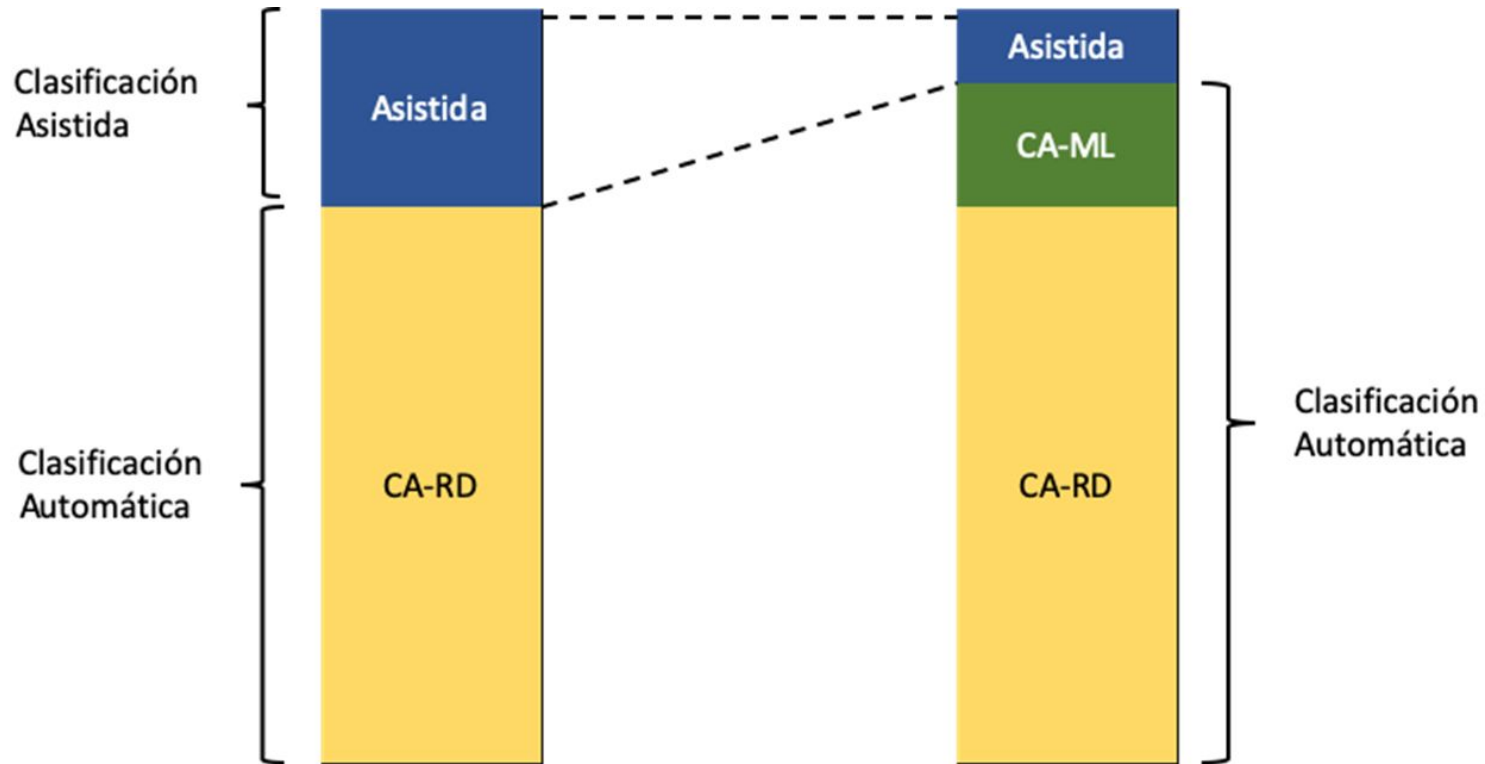 Clasificación
Asistida
Asistida
Asistida
CA-ML
Clasificación
Automática
CA-RD
CA-RD
Clasificación
Automática